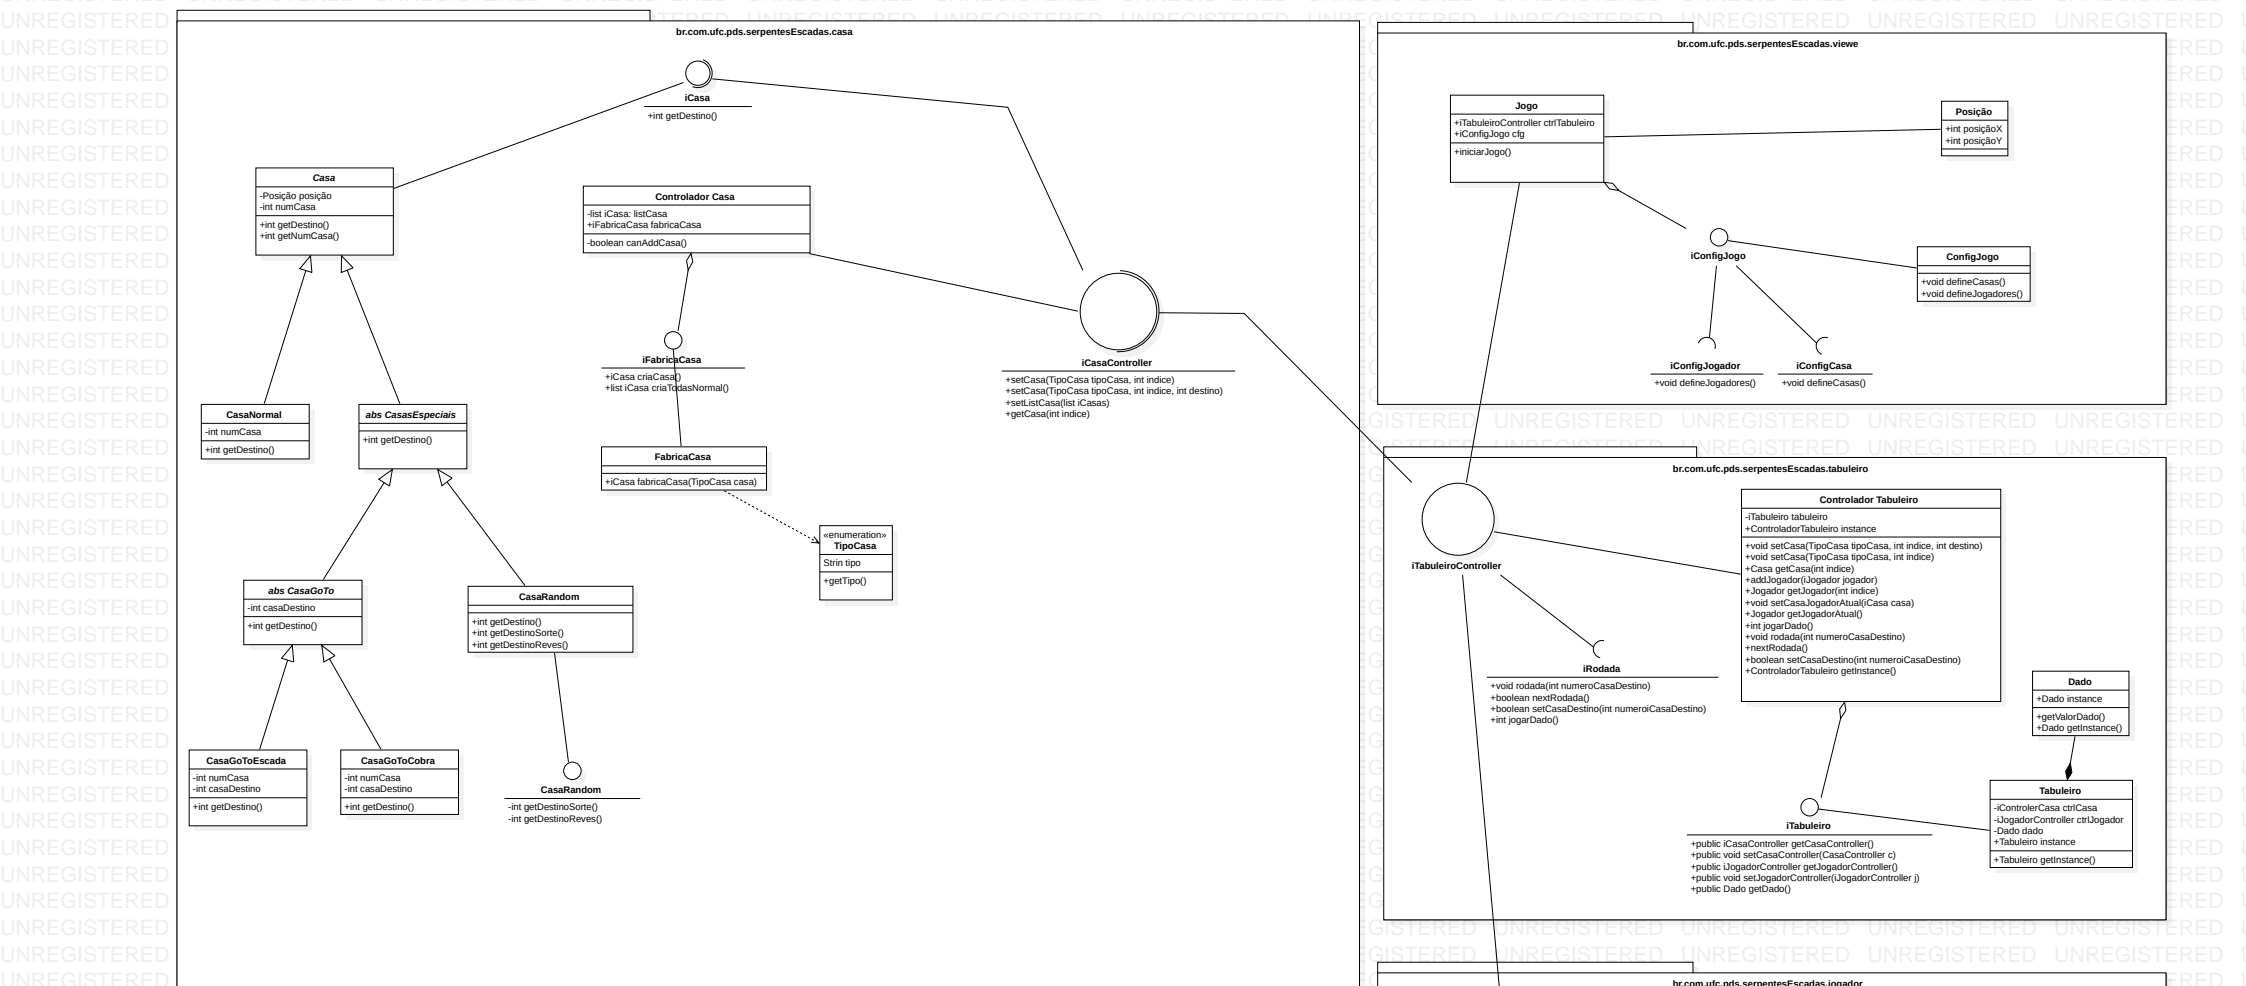 br.com.ufc.pds.serpentesEscadas.casa
iCasa
+int getDestino()
Casa
-Posição posição
-int numCasa
+int getDestino()
+int getNumCasa()
Controlador Casa
-list iCasa: listCasa
+iFabricaCasa fabricaCasa
-boolean canAddCasa()
iFabricaCasa
+iCasa criaCasa()
+list iCasa criaTodasNormal()
iCasaController
+setCasa(TipoCasa tipoCasa, int indice)
+setCasa(TipoCasa tipoCasa, int indice, int destino)
+setListCasa(list iCasas)
+getCasa(int indice)
CasaNormal
-int numCasa
+int getDestino()
abs CasasEspeciais
+int getDestino()
FabricaCasa
+iCasa fabricaCasa(TipoCasa casa)
«enumeration»
TipoCasa
Strin tipo
+getTipo()
abs CasaGoTo
-int casaDestino
+int getDestino()
CasaRandom
+int getDestino()
+int getDestinoSorte()
+int getDestinoReves()
CasaGoToEscada
-int numCasa
-int casaDestino
+int getDestino()
CasaGoToCobra
-int numCasa
-int casaDestino
+int getDestino()
CasaRandom
-int getDestinoSorte()
-int getDestinoReves()
br.com.ufc.pds.serpentesEscadas.viewe
Jogo
+iTabuleiroController ctrlTabuleiro
+iConfigJogo cfg
+iniciarJogo()
Posição
+int posiçãoX
+int posiçãoY
iConfigJogo
ConfigJogo
+void defineCasas()
+void defineJogadores()
iConfigJogador
+void defineJogadores()
iConfigCasa
+void defineCasas()
br.com.ufc.pds.serpentesEscadas.tabuleiro
iTabuleiroController
Controlador Tabuleiro
-iTabuleiro tabuleiro
+ControladorTabuleiro instance
+void setCasa(TipoCasa tipoCasa, int indice, int destino)
+void setCasa(TipoCasa tipoCasa, int indice)
+Casa getCasa(int indice)
+addJogador(iJogador jogador)
+Jogador getJogador(int indice)
+void setCasaJogadorAtual(iCasa casa)
+Jogador getJogadorAtual()
+int jogarDado()
+void rodada(int numeroCasaDestino)
+nextRodada()
+boolean setCasaDestino(int numeroiCasaDestino)
+ControladorTabuleiro getInstance()
iRodada
+void rodada(int numeroCasaDestino)
+boolean nextRodada()
+boolean setCasaDestino(int numeroiCasaDestino)
+int jogarDado()
Dado
+Dado instance
+getValorDado()
+Dado getInstance()
Tabuleiro
-iControlerCasa ctrlCasa
-iJogadorController ctrlJogador
-Dado dado
+Tabuleiro instance
+Tabuleiro getInstance()
iTabuleiro
+public iCasaController getCasaController()
+public void setCasaController(CasaController c)
+public iJogadorController getJogadorController()
+public void setJogadorController(iJogadorController j)
+public Dado getDado()
br.com.ufc.pds.serpentesEscadas.jogador
UNREGISTERED